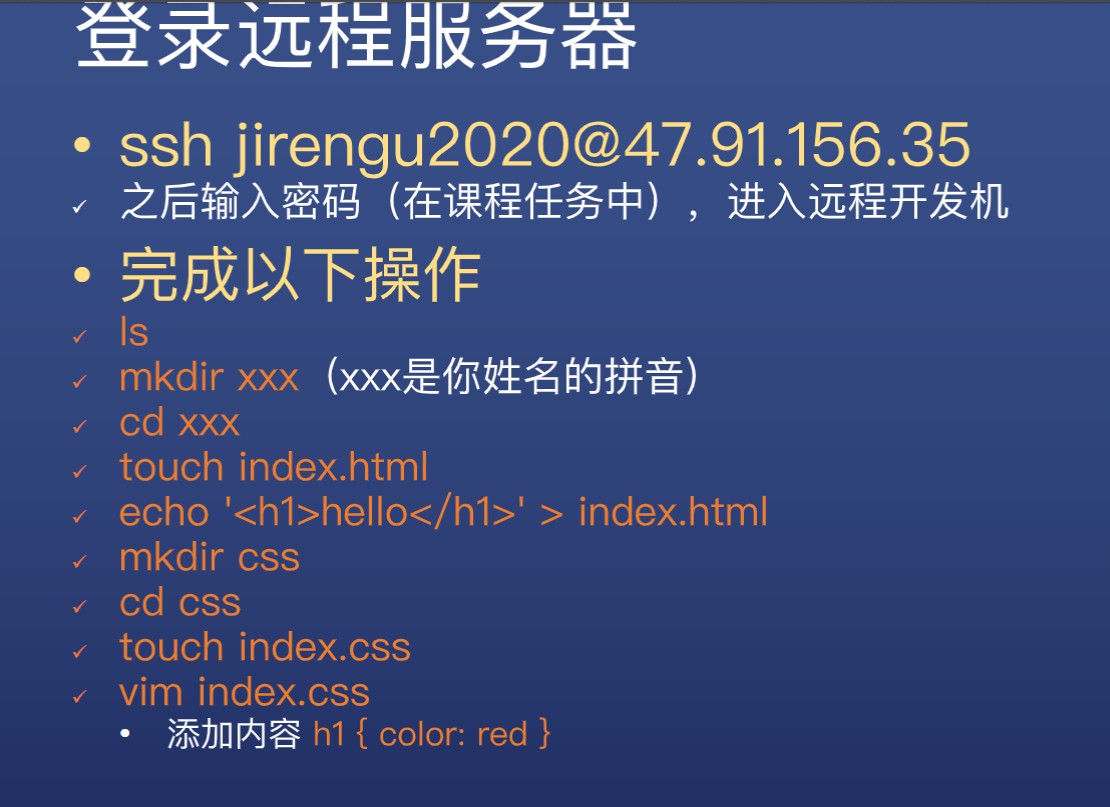 登录远程服务器
• ssh jirengu2020@47.91.156.35
✓ 之后输入密码（在课程任务中），进入远程开发机
• 完成以下操作
✓ ls
✓ mkdir xxx（xxx是你姓名的拼音）
✓ cd xxx
✓ touch index.html
✓ echo '<h1>hello</h1>' > index.html
✓ mkdir css
✓ cd css
✓ touch index.css
✓ vim index.css
• 添加内容 h1 { color: red }